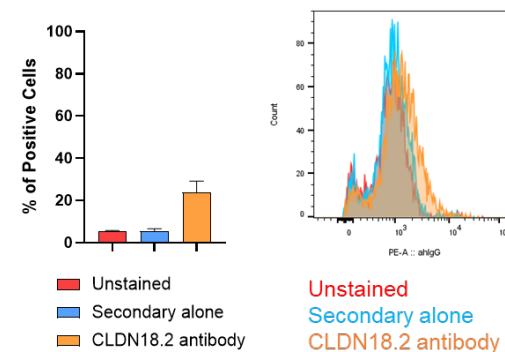 % of Positive Cells
100
80
60
40
20
0
Unstained
Secondary alone
CLDN18.2 antibody
Count
80
60
40
20
0
0
10³
10⁴
PE-A :: ahIgG
Unstained
Secondary alone
CLDN18.2 antibody